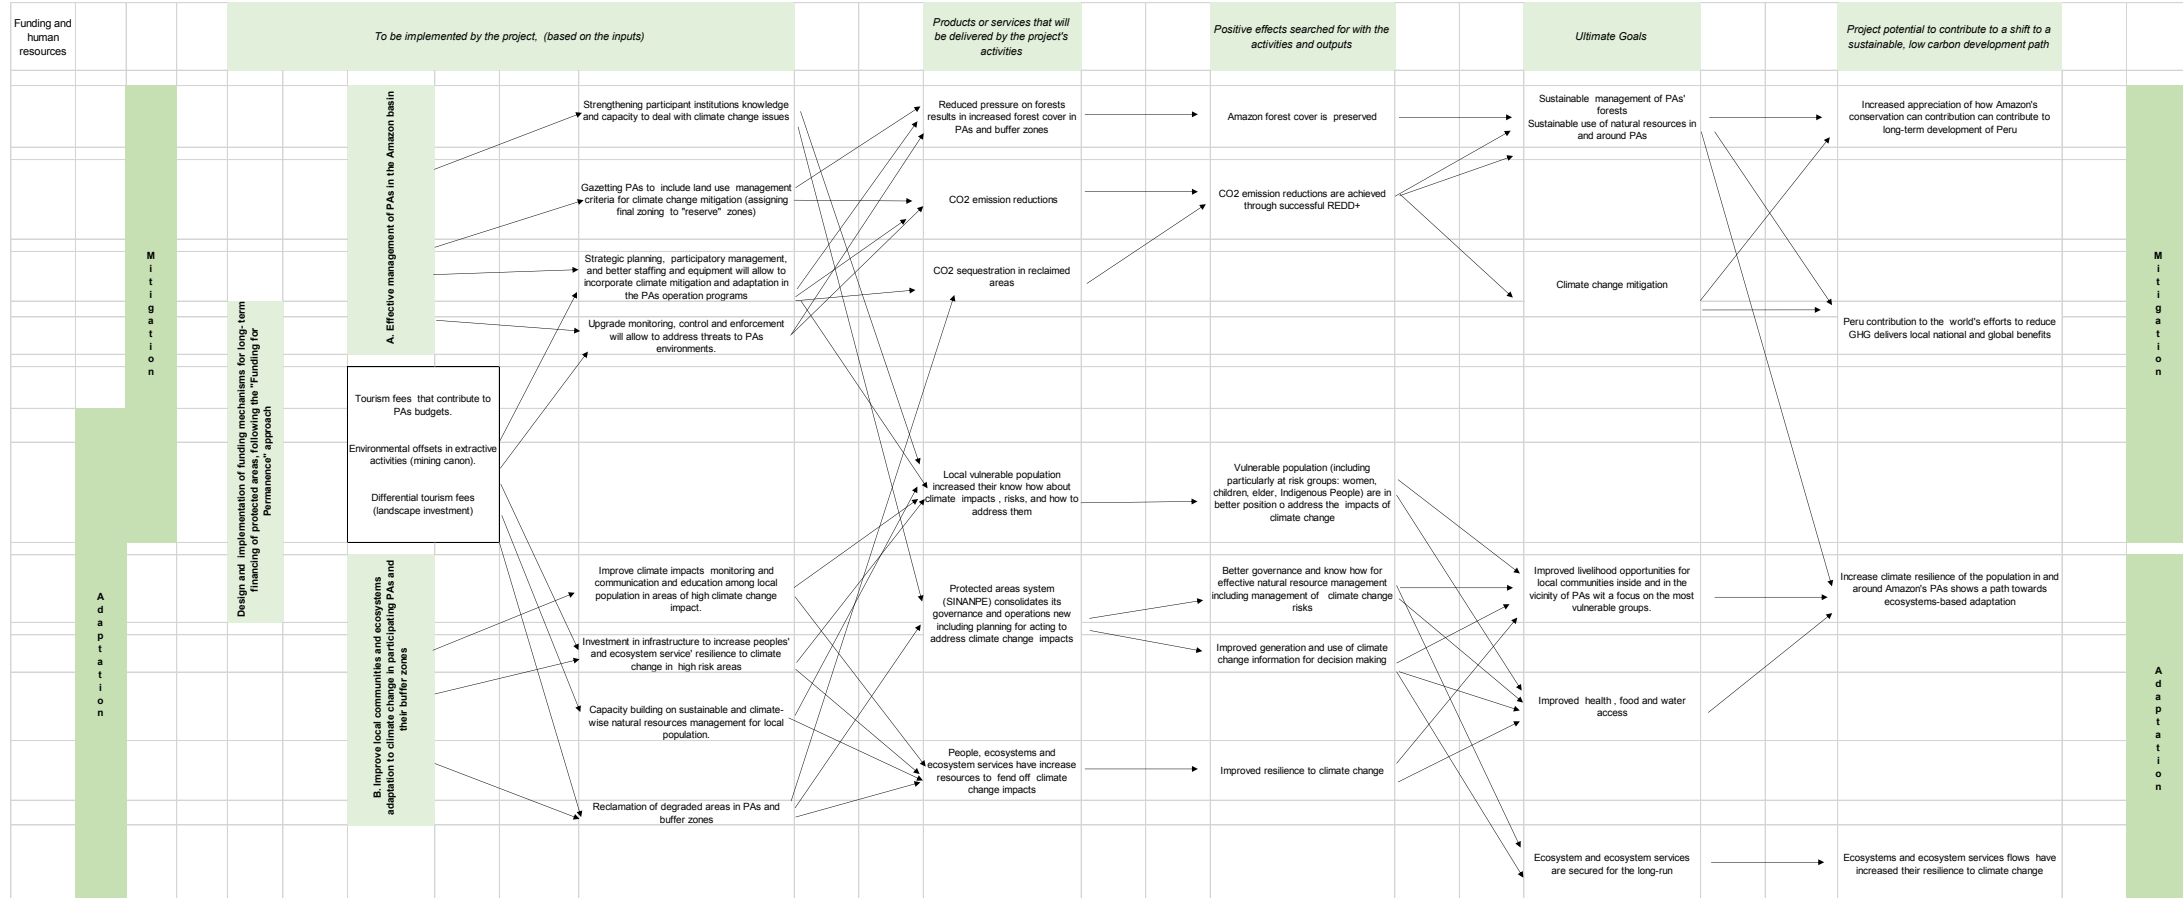 Funding and
human
resources
To be implemented by the project,  (based on the inputs)
Products or services that will
be delivered by the project's
activities
Positive effects searched for with the
activities and outputs
Ultimate Goals
Project potential to contribute to a shift to a
sustainable, low carbon development path
Mitigation
Adaptation
Design and  implementation of funding mechanisms for long- term
financing of protected areas, following the "Funding for
Permanence" approach
A. Effective management of PAs in the Amazon basin
Tourism fees  that contribute to
PAs budgets.
Environmental offsets in extractive
activities (mining canon).
Differential tourism fees
(landscape investment)
B. Improve local communities and ecosystems
adaptation to climate change in participating PAs and
their buffer zones
Strengthening participant institutions knowledge
and capacity to deal with climate change issues
Gazetting PAs to  include land use  management
criteria for climate change mitigation (assigning
final zoning  to "reserve"  zones)
Strategic planning,  participatory management,
and better staffing and equipment will allow to
incorporate climate mitigation and adaptation in
the PAs operation programs
Upgrade monitoring, control and enforcement
will allow to address threats to PAs
environments.
Improve climate impacts  monitoring and
communication and education among local
population in areas of high climate change
impact.
Investment in infrastructure to increase peoples'
and ecosystem service' resilience to climate
change in  high risk areas
Capacity building on sustainable and climate-
wise natural resources management for local
population.
Reclamation of degraded areas in PAs and
buffer zones
Reduced pressure on forests
results in increased forest cover in
PAs and buffer zones
CO2 emission reductions
CO2 sequestration in reclaimed
areas
Local vulnerable population
increased their know how about
climate  impacts , risks, and how to
address them
Protected areas system
(SINANPE) consolidates its
governance and operations new
including planning for acting to
address climate change  impacts
People, ecosystems and
ecosystem services have increase
resources to  fend off  climate
change impacts
Amazon forest cover is  preserved
CO2 emission reductions are achieved
through successful REDD+
Vulnerable population (including
particularly at risk groups: women,
children, elder, Indigenous People) are in
better position o address the  impacts of
climate change
Better governance and know how for
effective natural resource management
including management of   climate change
risks
Improved generation and use of climate
change information for decision making
Improved resilience to climate change
Sustainable  management of PAs'
forests
Sustainable use of natural resources in
and around PAs
Climate change mitigation
Improved livelihood opportunities for
local communities inside and in the
vicinity of PAs wit a focus on the most
vulnerable groups.
Improved  health , food and water
access
Ecosystem and ecosystem services
are secured for the long-run
Increased appreciation of how Amazon's
conservation can contribution can contribute to
long-term development of Peru
Peru contribution to the  world's efforts to reduce
GHG delivers local national and global benefits
Increase climate resilience of the population in and
around Amazon's PAs shows a path towards
ecosystems-based adaptation
Ecosystems and ecosystem services flows  have
increased their resilience to climate change
Mitigation
Adaptation